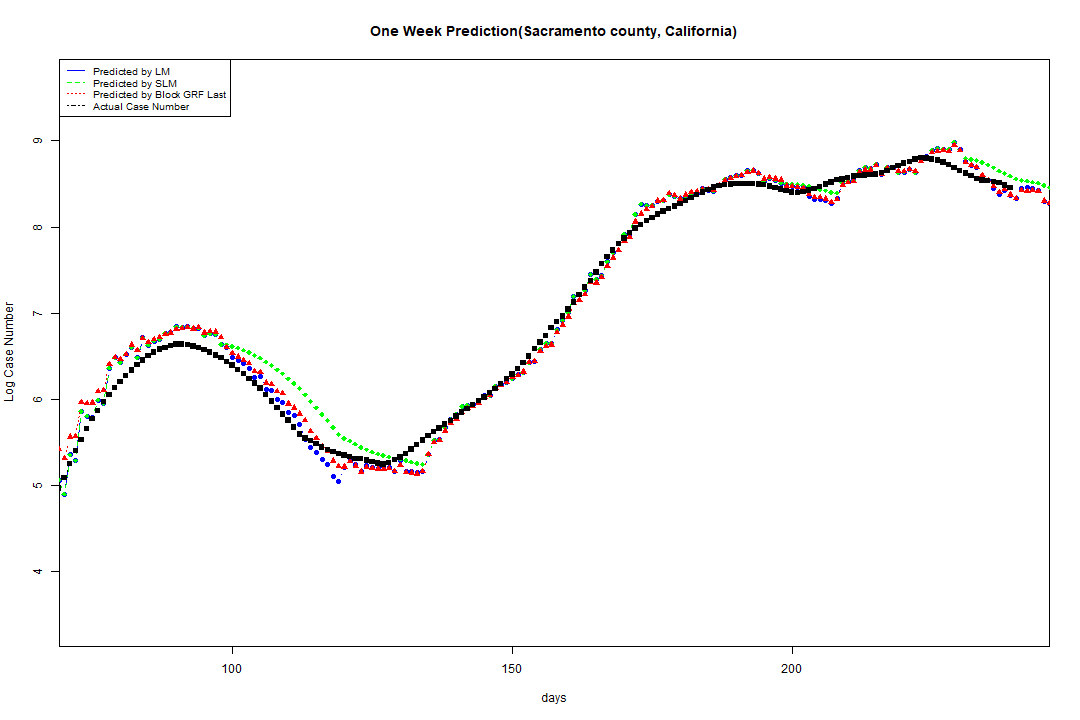 One Week Prediction(Sacramento county, California)
Predicted by LM
Predicted by SLM
Predicted by Block GRF Last
Actual Case Number
9
8
7
6
5
4
Log Case Number
100 150 200
days